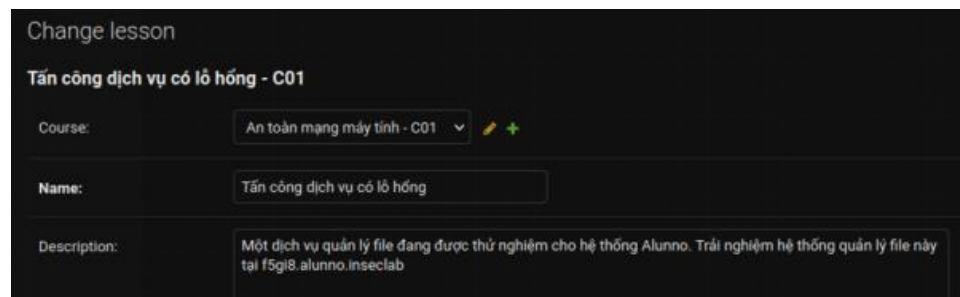 Change lesson
Tấn công dịch vụ có lỗ hổng - C01
Course: An toàn mạng máy tính - C01
Name: Tấn công dịch vụ có lỗ hổng
Description: Một dịch vụ quản lý file đang được thử nghiệm cho hệ thống Alunno. Trải nghiệm hệ thống quản lý file này
tại f5gi8.alunno.inseclab